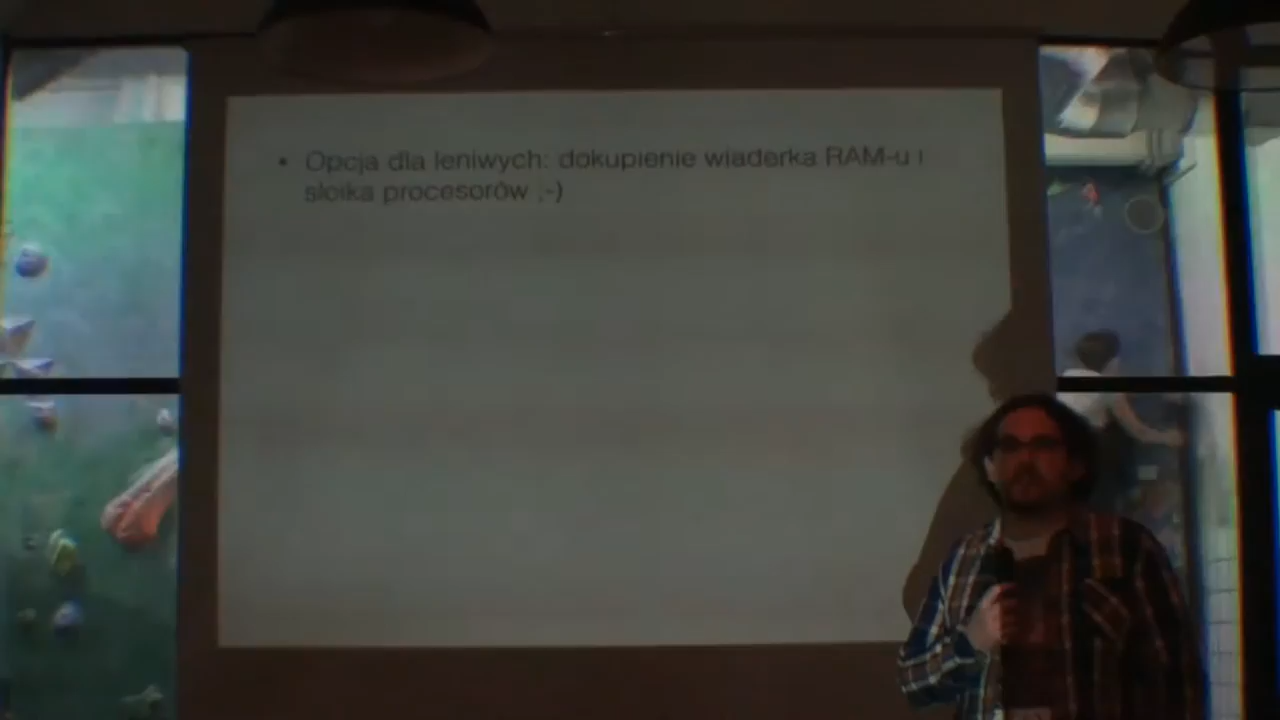 • Opcja dla leniwych: dokupienie wiaderka RAM-u i
słoika procesorów ;-)